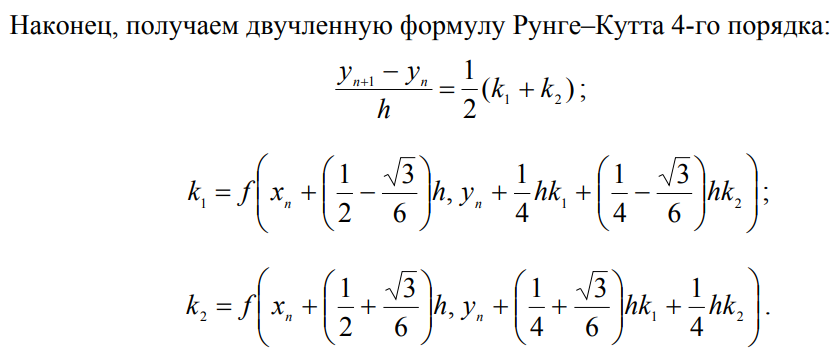 Наконец, получаем двучленную формулу Рунге–Кутта 4-го порядка:
\frac{y_{n+1} - y_n}{h} = \frac{1}{2}(k_1 + k_2);
k_1 = f\left( x_n + \left( \frac{1}{2} - \frac{\sqrt{3}}{6} \right) h, y_n + \frac{1}{4} hk_1 + \left( \frac{1}{4} - \frac{\sqrt{3}}{6} \right) hk_2 \right);
k_2 = f\left( x_n + \left( \frac{1}{2} + \frac{\sqrt{3}}{6} \right) h, y_n + \left( \frac{1}{4} + \frac{\sqrt{3}}{6} \right) hk_1 + \frac{1}{4} hk_2 \right).